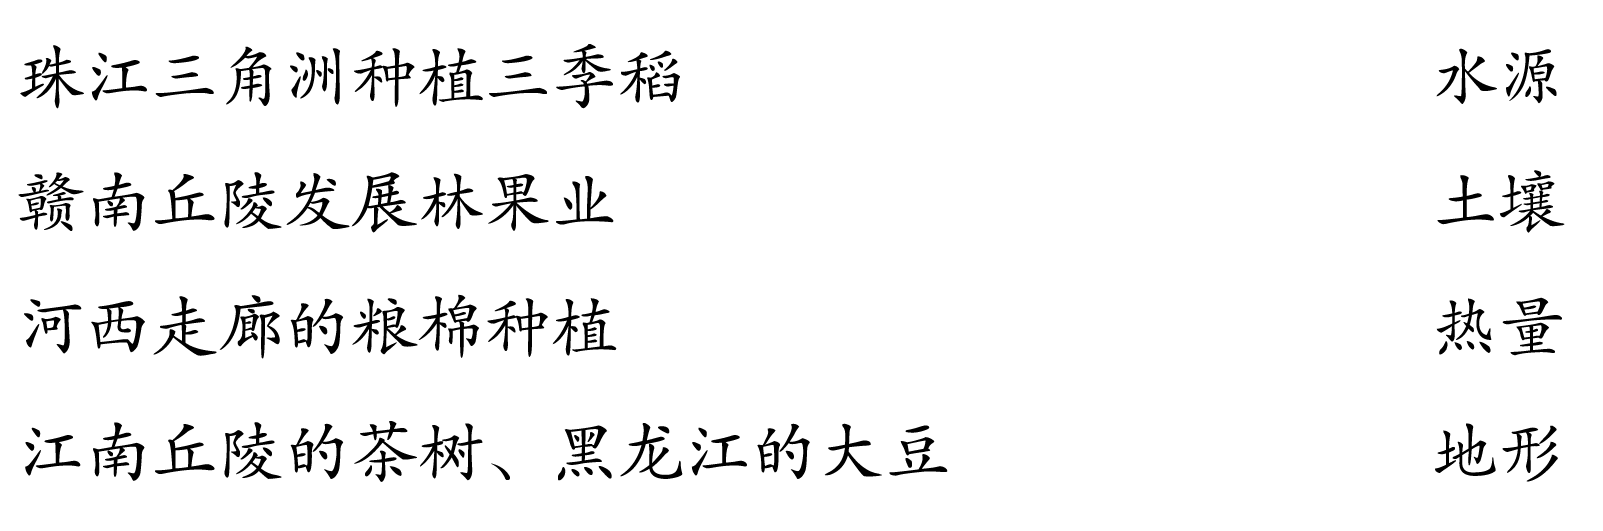 珠江三角洲种植三季稻 水源
赣南丘陵发展林果业 土壤
河西走廊的粮棉种植 热量
江南丘陵的茶树、黑龙江的大豆 地形